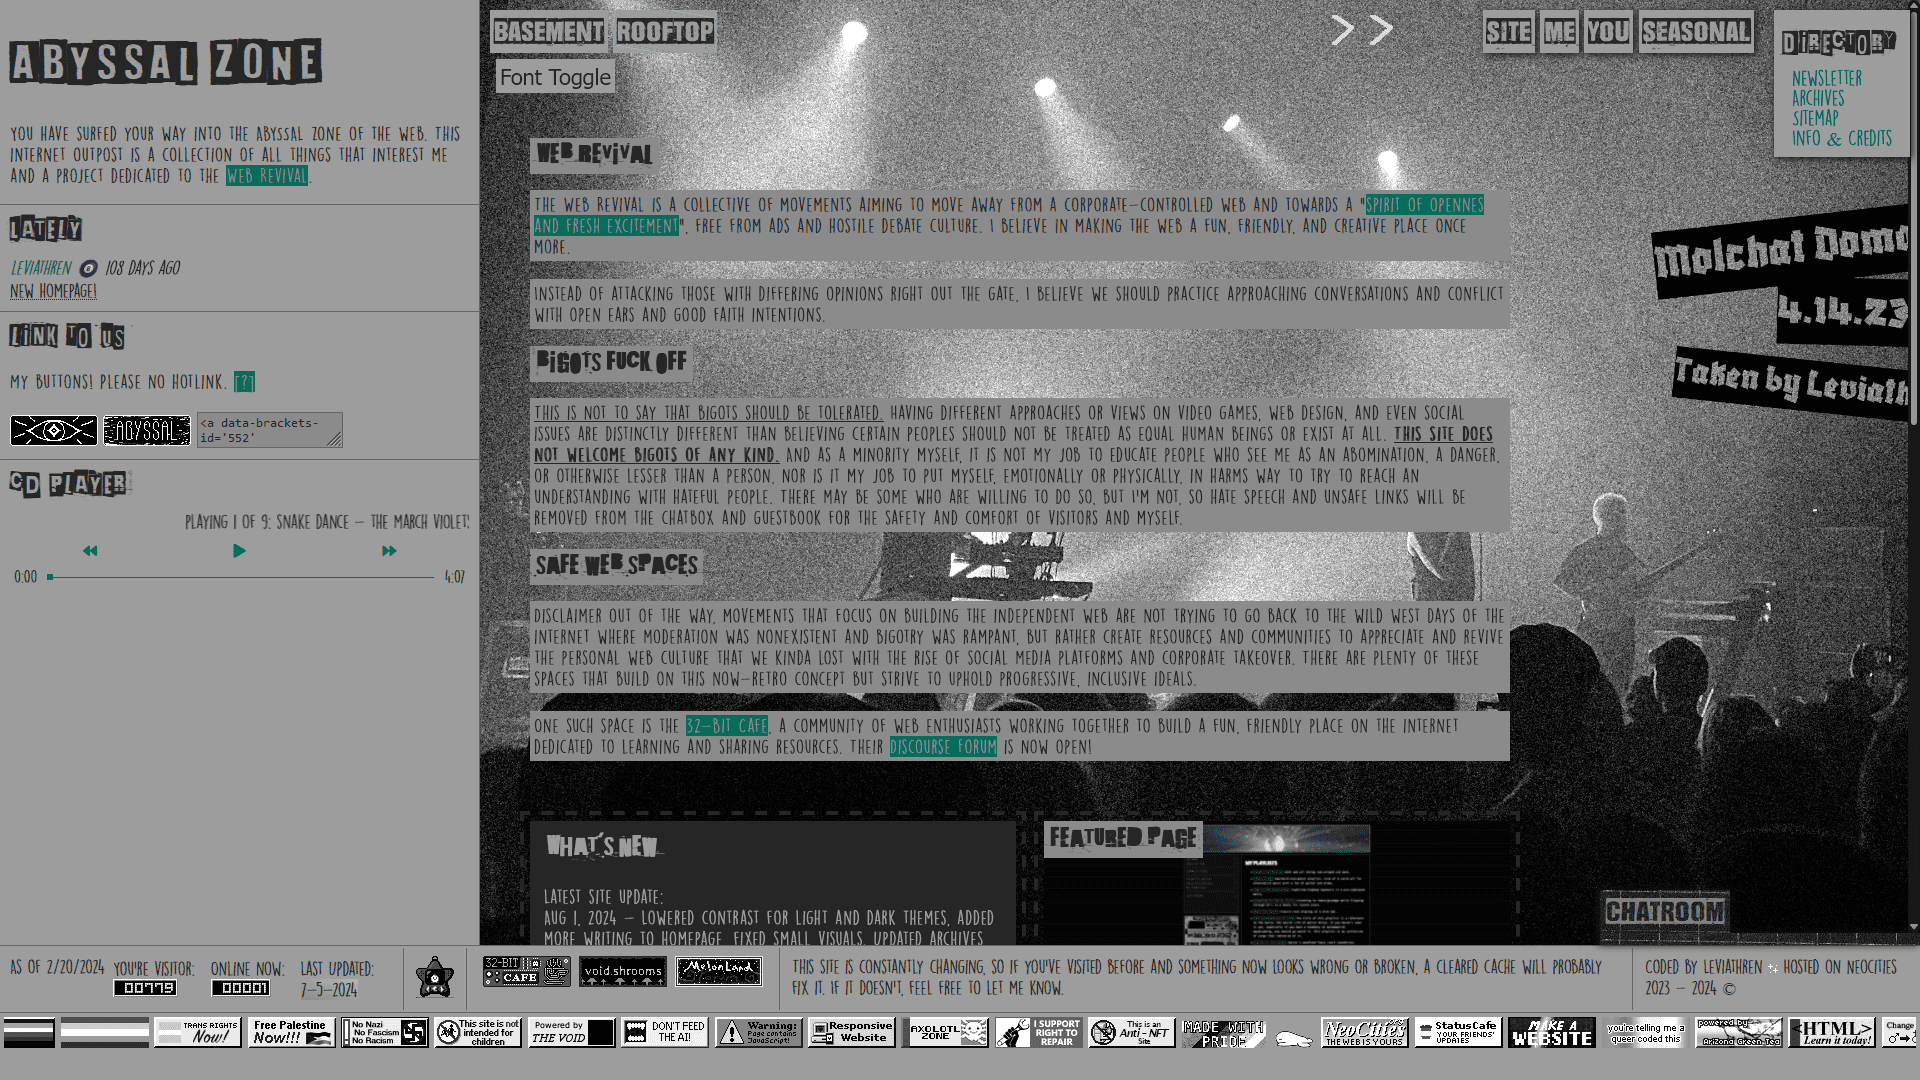 ABYSSAL ZONE
YOU HAVE SURFED YOUR WAY INTO THE ABYSSAL ZONE OF THE WEB. THIS
INTERNET OUTPOST IS A COLLECTION OF ALL THINGS THAT INTEREST ME
AND A PROJECT DEDICATED TO THE WEB REVIVAL.
LATELY
LEVIATHREN 108 DAYS AGO
NEW HOMEPAGE!
LINK TO US
MY BUTTONS! PLEASE NO HOTLINK. [?]
ABYSSAL
<a data-brackets-
id='552'
CD PLAYER
PLAYING 1 OF 9: SNAKE DANCE - THE MARCH VIOLETS
0:00 4:07
BASEMENT ROOFTOP
Font Toggle
>> SITE ME YOU SEASONAL
DIRECTORY
NEWSLETTER
ARCHIVES
SITEMAP
INFO & CREDITS
WEB REVIVAL
THE WEB REVIVAL IS A COLLECTIVE OF MOVEMENTS AIMING TO MOVE AWAY FROM A CORPORATE-CONTROLLED WEB AND TOWARDS A "SPIRIT OF OPENNES
AND FRESH EXCITEMENT", FREE FROM ADS AND HOSTILE DEBATE CULTURE. I BELIEVE IN MAKING THE WEB A FUN, FRIENDLY, AND CREATIVE PLACE ONCE
MORE.
INSTEAD OF ATTACKING THOSE WITH DIFFERING OPINIONS RIGHT OUT THE GATE, I BELIEVE WE SHOULD PRACTICE APPROACHING CONVERSATIONS AND CONFLICT
WITH OPEN EARS AND GOOD FAITH INTENTIONS.
BIGOTS FUCK OFF
THIS IS NOT TO SAY THAT BIGOTS SHOULD BE TOLERATED. HAVING DIFFERENT APPROACHES OR VIEWS ON VIDEO GAMES, WEB DESIGN, AND EVEN SOCIAL
ISSUES ARE DISTINCTLY DIFFERENT THAN BELIEVING CERTAIN PEOPLES SHOULD NOT BE TREATED AS EQUAL HUMAN BEINGS OR EXIST AT ALL. THIS SITE DOES
NOT WELCOME BIGOTS OF ANY KIND. AND AS A MINORITY MYSELF, IT IS NOT MY JOB TO EDUCATE PEOPLE WHO SEE ME AS AN ABOMINATION, A DANGER,
OR OTHERWISE LESSER THAN A PERSON, NOR IS IT MY JOB TO PUT MYSELF, EMOTIONALLY OR PHYSICALLY, IN HARMS WAY TO TRY TO REACH AN
UNDERSTANDING WITH HATEFUL PEOPLE. THERE MAY BE SOME WHO ARE WILLING TO DO SO, BUT I'M NOT, SO HATE SPEECH AND UNSAFE LINKS WILL BE
REMOVED FROM THE CHATBOX AND GUESTBOOK FOR THE SAFETY AND COMFORT OF VISITORS AND MYSELF.
SAFE WEB SPACES
DISCLAIMER OUT OF THE WAY, MOVEMENTS THAT FOCUS ON BUILDING THE INDEPENDENT WEB ARE NOT TRYING TO GO BACK TO THE WILD WEST DAYS OF THE
INTERNET WHERE MODERATION WAS NONEXISTENT AND BIGOTRY WAS RAMPANT, BUT RATHER CREATE RESOURCES AND COMMUNITIES TO APPRECIATE AND REVIVE
THE PERSONAL WEB CULTURE THAT WE KINDA LOST WITH THE RISE OF SOCIAL MEDIA PLATFORMS AND CORPORATE TAKEOVER. THERE ARE PLENTY OF THESE
SPACES THAT BUILD ON THIS NOW-RETRO CONCEPT BUT STRIVE TO UPHOLD PROGRESSIVE, INCLUSIVE IDEALS.
ONE SUCH SPACE IS THE 32-BIT CAFE, A COMMUNITY OF WEB ENTHUSIASTS WORKING TOGETHER TO BUILD A FUN, FRIENDLY PLACE ON THE INTERNET
DEDICATED TO LEARNING AND SHARING RESOURCES. THEIR DISCOURSE FORUM IS NOW OPEN!
Molchat Domo
4.14.23
Taken by Leviath
WHAT'S NEW
LATEST SITE UPDATE:
AUG 1, 2024 - LOWERED CONTRAST FOR LIGHT AND DARK THEMES, ADDED
MORE WRITING TO HOMEPAGE, FIXED SMALL VISUALS, UPDATED ARCHIVES
FEATURED PAGE
MY PLAYLISTS
CHATROOM
AS OF 2/20/2024
YOU'RE VISITOR:
00779
ONLINE NOW:
00001
LAST UPDATED:
7-5-2024
32-BIT CAFE
void.shrooms
MelonLand
THIS SITE IS CONSTANTLY CHANGING, SO IF YOU'VE VISITED BEFORE AND SOMETHING NOW LOOKS WRONG OR BROKEN, A CLEARED CACHE WILL PROBABLY
FIX IT. IF IT DOESN'T, FEEL FREE TO LET ME KNOW.
CODED BY LEVIATHREN HOSTED ON NEOCITIES
2023 - 2024 ©
TRANS RIGHTS Now!
Free Palestine Now!!!
No Nazi No Fascism No Racism
This site is not intended for children
Powered by THE VOID
DON'T FEED THE AI!
Warning: Page contains JavaScript!
Responsive Website
AXOLOTL ZONE
I SUPPORT RIGHT TO REPAIR
This is an Anti-NFT Site
MADE WITH PRIDE
NeoCities THE WEB IS YOURS
StatusCafe YOUR FRIENDS' UPDATES
MAKE A WEBSITE
you're telling me a queer coded this
powered by Arizona Green Tea
<HTML> Learn it today!
Change